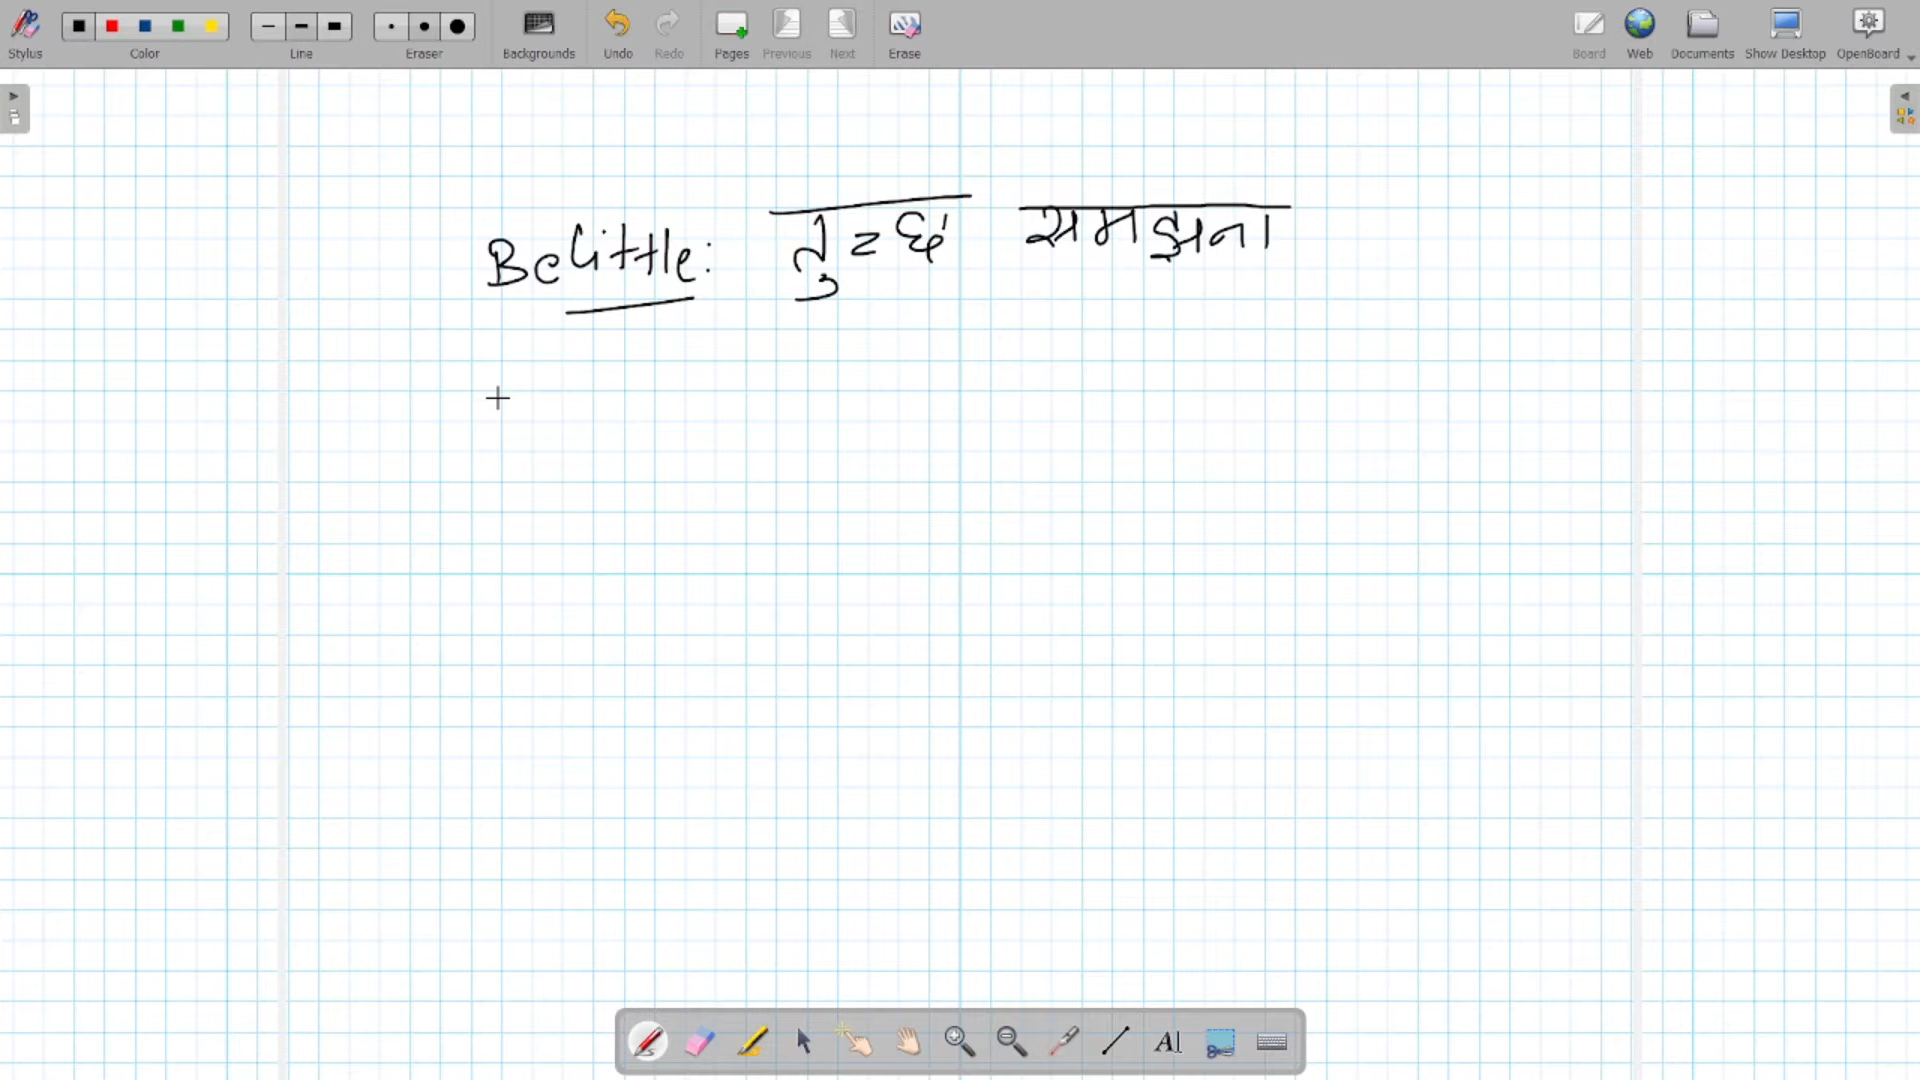 Stylus Color Line Eraser Backgrounds Undo Redo Pages Previous Next Erase Board Web Documents Show Desktop OpenBoard
Belittle: तुच्छ समझना